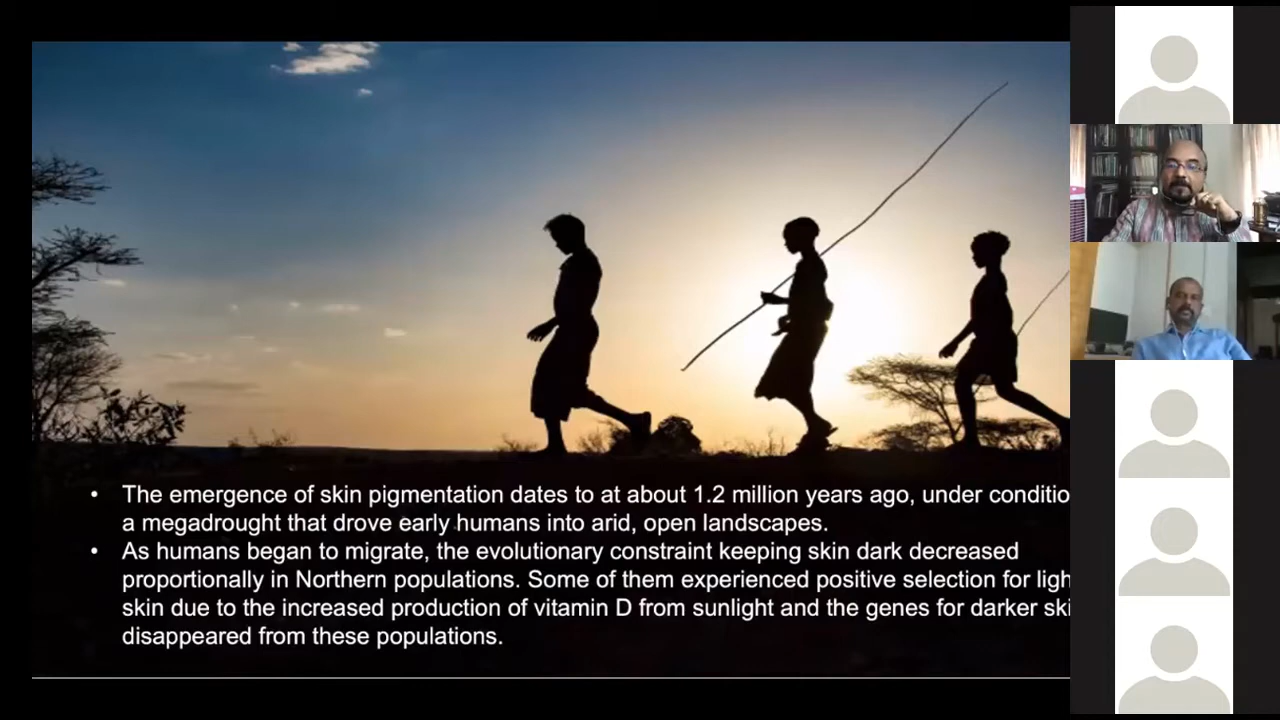 • The emergence of skin pigmentation dates to at about 1.2 million years ago, under
a megadrought that drove early humans into arid, open landscapes.
• As humans began to migrate, the evolutionary constraint keeping skin dark decreased
proportionally in Northern populations. Some of them experienced positive selection for
skin due to the increased production of vitamin D from sunlight and the genes for darker
disappeared from these populations.